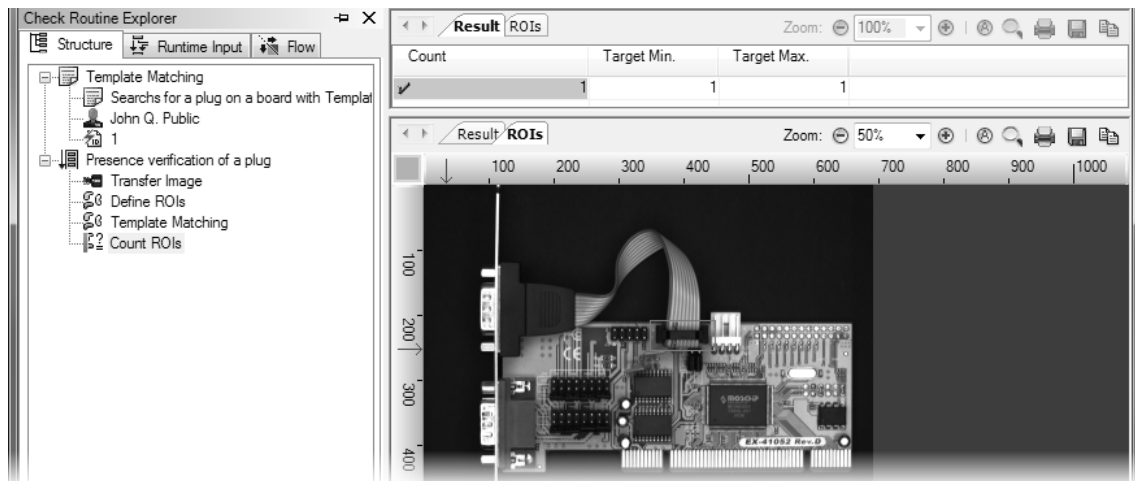 Check Routine Explorer
Structure Runtime Input Flow
Template Matching
Searchs for a plug on a board with Templat
John Q. Public
1
Presence verification of a plug
Transfer Image
Define ROIs
Template Matching
Count ROIs
Result ROIs Zoom: 100%
Count Target Min. Target Max.
1 1 1
Result ROIs Zoom: 50%
100 200 300 400 500 600 700 800 900 1000
100
200
300
400
CE
moschip
EX-41052 Rev.D